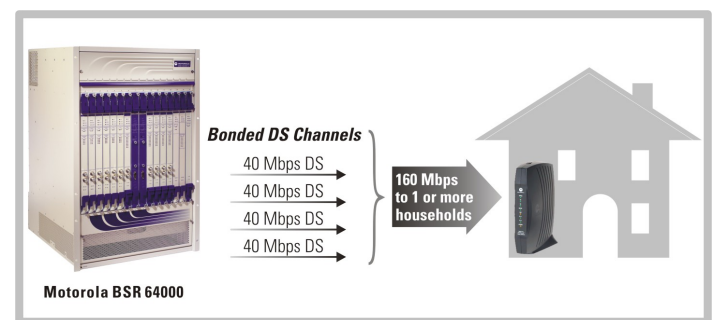 Bonded DS Channels
40 Mbps DS
40 Mbps DS
40 Mbps DS
40 Mbps DS
160 Mbps
to 1 or more
households
Motorola BSR 64000